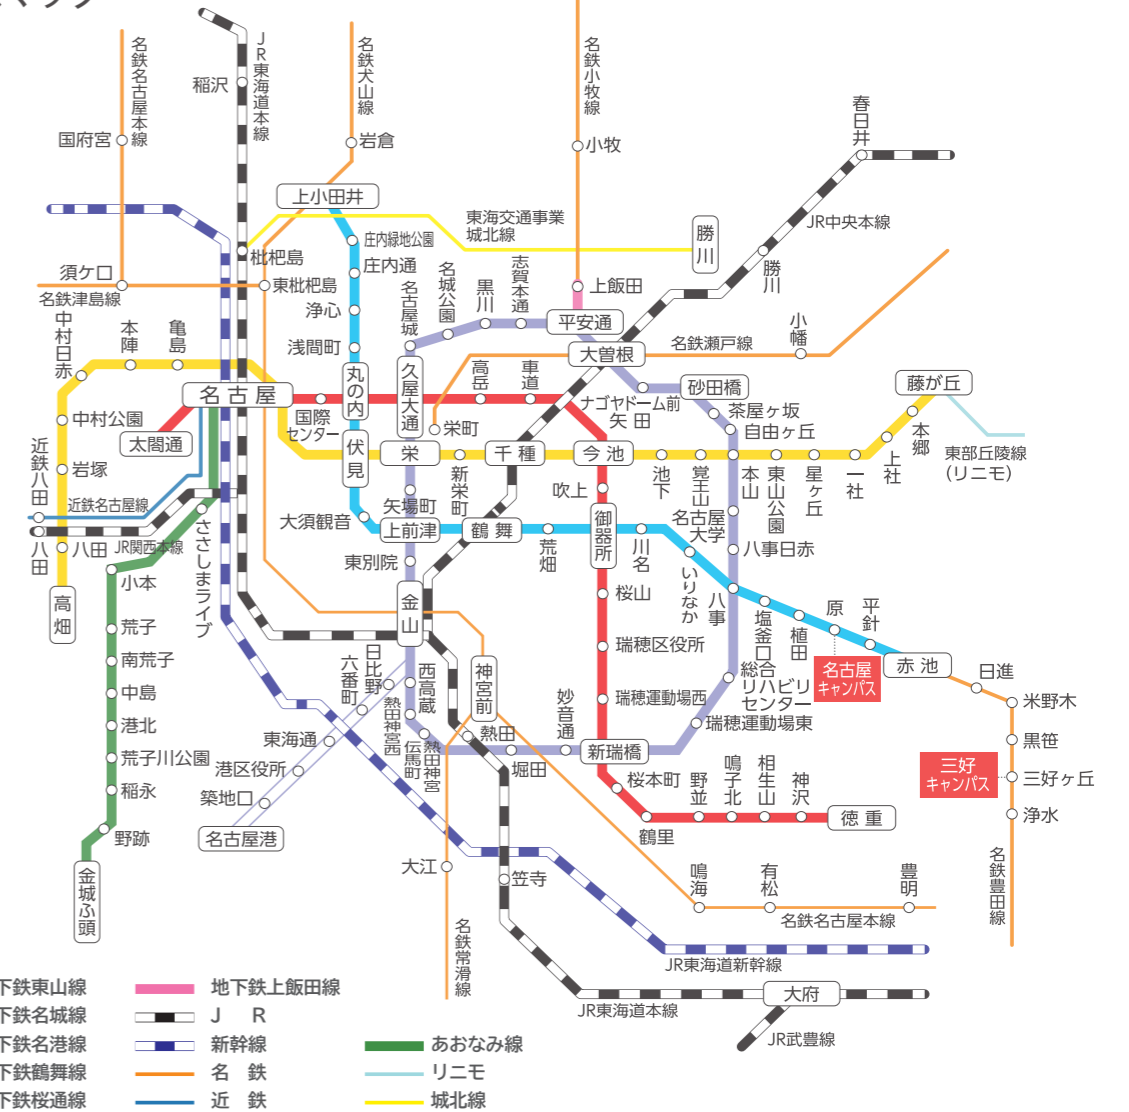 名鉄名古屋本線
JR東海道本線
名鉄犬山線
名鉄小牧線
稲沢
国府宮
岩倉
小牧
春日井
上小田井
JR中央本線
東海交通事業
城北線
勝川
庄内緑地公園
枇杷島
庄内通
名古屋城
名城公園
黒川
志賀本通
上飯田
勝川
須ケ口
東枇杷島
名鉄津島線
浄心
平安通
小幡
中村日赤
本陣
亀島
浅間町
大曽根
名鉄瀬戸線
丸の内
久屋大通
高岳
車道
砂田橋
藤が丘
名古屋
国際
センター
ナゴヤドーム前
矢田
茶屋ヶ坂
自由ヶ丘
中村公園
太閤通
栄町
本郷
近鉄八田
岩塚
伏見
栄
新栄町
千種
今池
池下
覚王山
本山
東山公園
星ヶ丘
一社
上社
東部丘陵線
(リニモ)
近鉄名古屋線
矢場町
吹上
大須観音
上前津
鶴舞
荒畑
御器所
川名
名古屋
大学
八事日赤
八田
八田
JR関西本線
ささしまライブ
東別院
いりなか
八事
小本
高畑
金山
桜山
塩釜口
植田
原
平針
荒子
瑞穂区役所
名古屋
キャンパス
赤池
日進
南荒子
日比野
六番町
西高蔵
神宮前
総合
リハビリ
センター
中島
瑞穂運動場西
米野木
港北
熱田神宮西
熱田神宮
伝馬町
熱田
妙音通
瑞穂運動場東
東海通
黒笹
荒子川公園
堀田
新瑞橋
三好
キャンパス
三好ヶ丘
港区役所
桜本町
野並
鳴子北
相生山
神沢
稲永
築地口
徳重
浄水
野跡
名古屋港
鶴里
大江
笠寺
鳴海
有松
豊明
名鉄豊田線
金城ふ頭
名鉄名古屋本線
名鉄常滑線
JR東海道新幹線
JR東海道本線
大府
JR武豊線
下鉄東山線
地下鉄上飯田線
下鉄名城線
JR
下鉄名港線
新幹線
あおなみ線
下鉄鶴舞線
名鉄
リニモ
下鉄桜通線
近鉄
城北線